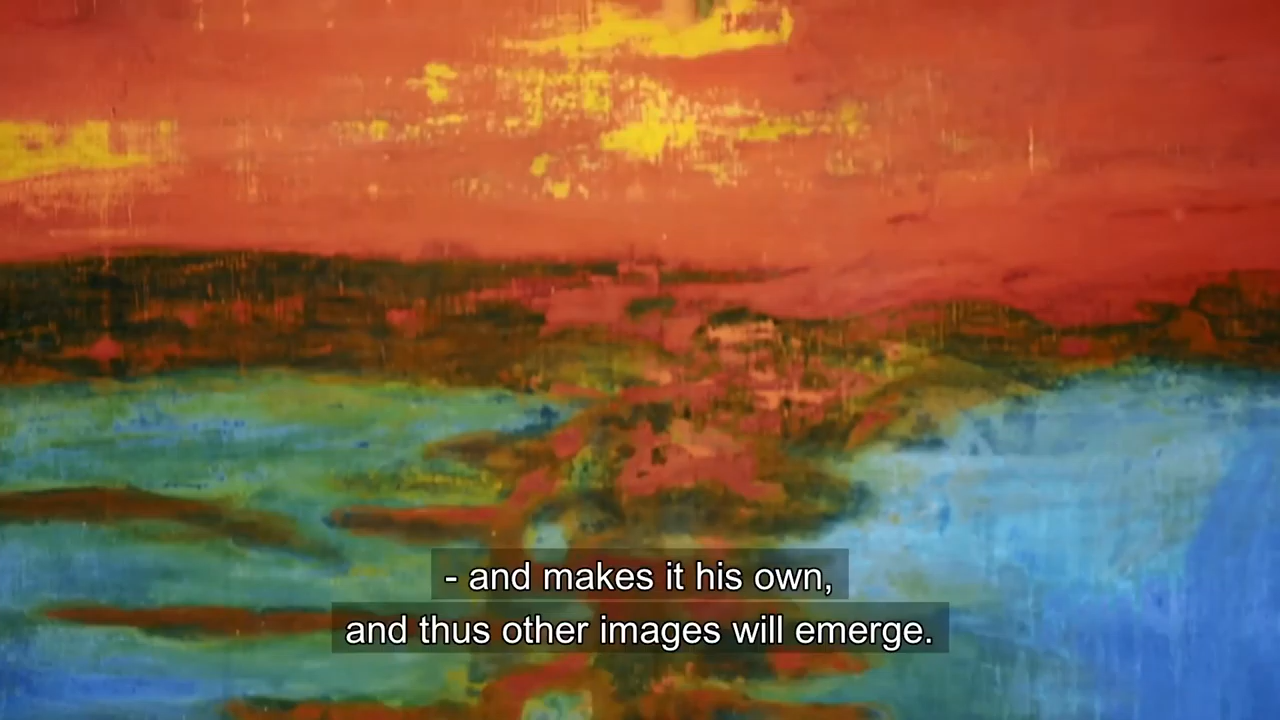 - and makes it his own,
and thus other images will emerge.